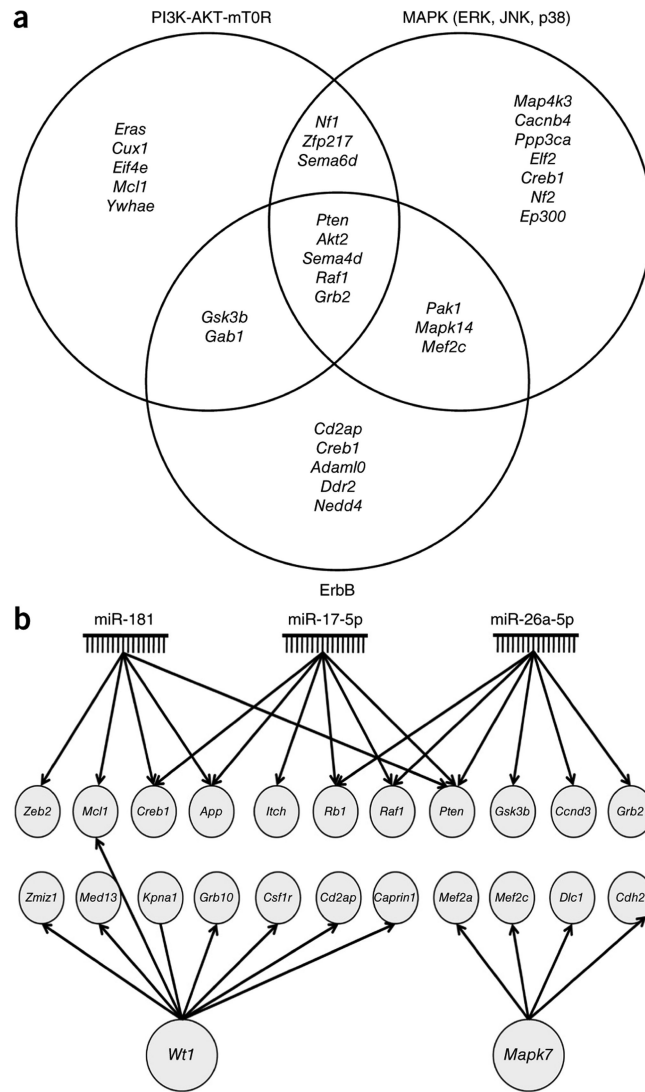 a
PI3K-AKT-mT0R
MAPK (ERK, JNK, p38)
Eras
Cux1
Eif4e
Mcl1
Ywhae
Nf1
Zfp217
Sema6d
Map4k3
Cacnb4
Ppp3ca
Elf2
Creb1
Nf2
Ep300
Pten
Akt2
Sema4d
Raf1
Grb2
Gsk3b
Gab1
Pak1
Mapk14
Mef2c
Cd2ap
Creb1
Adaml0
Ddr2
Nedd4
ErbB
b
miR-181 miR-17-5p miR-26a-5p
Zeb2 Mcl1 Creb1 App Itch Rb1 Raf1 Pten Gsk3b Ccnd3 Grb2
Zmiz1 Med13 Kpna1 Grb10 Csf1r Cd2ap Caprin1 Mef2a Mef2c Dlc1 Cdh2
Wt1 Mapk7